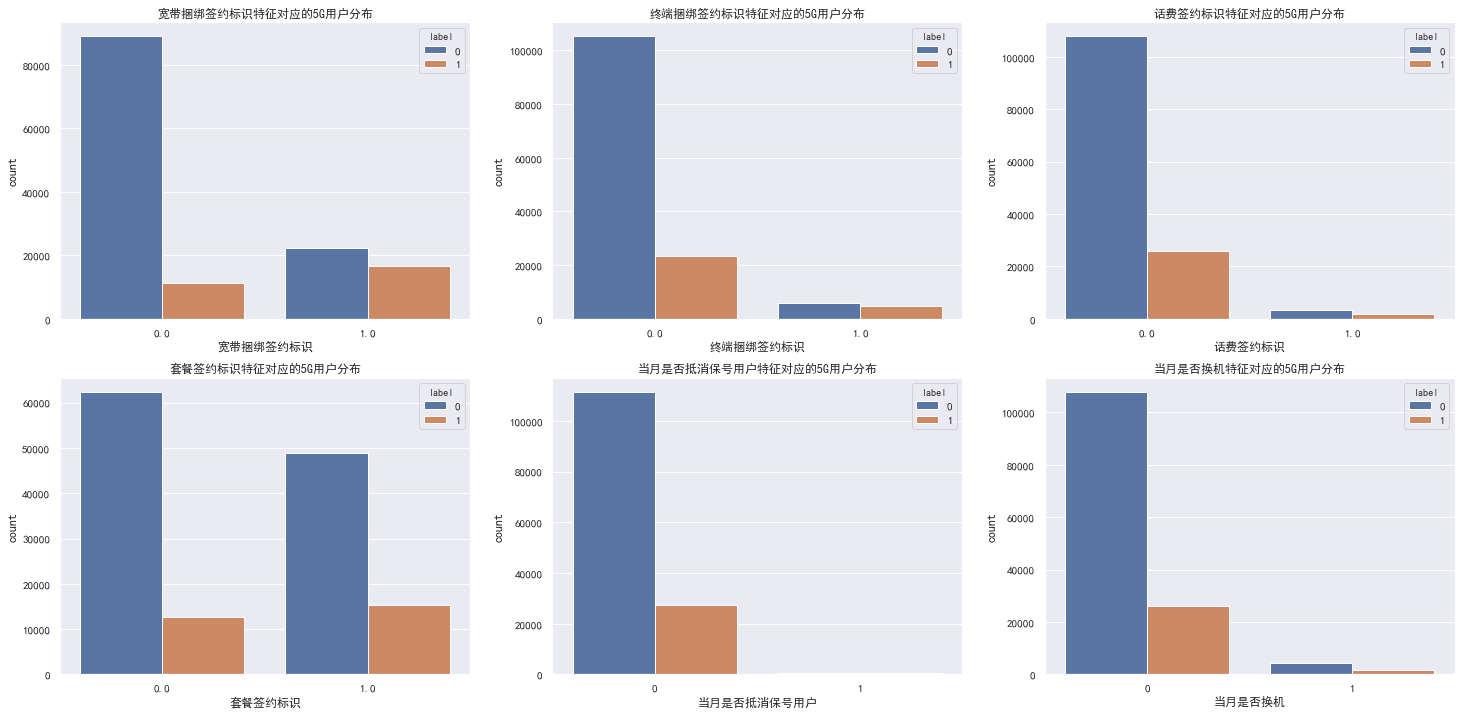 宽带捆绑签约标识特征对应的5G用户分布
label
0
1
80000
60000
40000
20000
0
count
0.0
1.0
宽带捆绑签约标识
终端捆绑签约标识特征对应的5G用户分布
label
0
1
100000
80000
60000
40000
20000
0
count
0.0
1.0
终端捆绑签约标识
话费签约标识特征对应的5G用户分布
label
0
1
100000
80000
60000
40000
20000
0
count
0.0
1.0
话费签约标识
套餐签约标识特征对应的5G用户分布
label
0
1
60000
50000
40000
30000
20000
10000
0
count
0.0
1.0
套餐签约标识
当月是否抵消保号用户特征对应的5G用户分布
label
0
1
100000
80000
60000
40000
20000
0
count
0
1
当月是否抵消保号用户
当月是否换机特征对应的5G用户分布
label
0
1
100000
80000
60000
40000
20000
0
count
0
1
当月是否换机